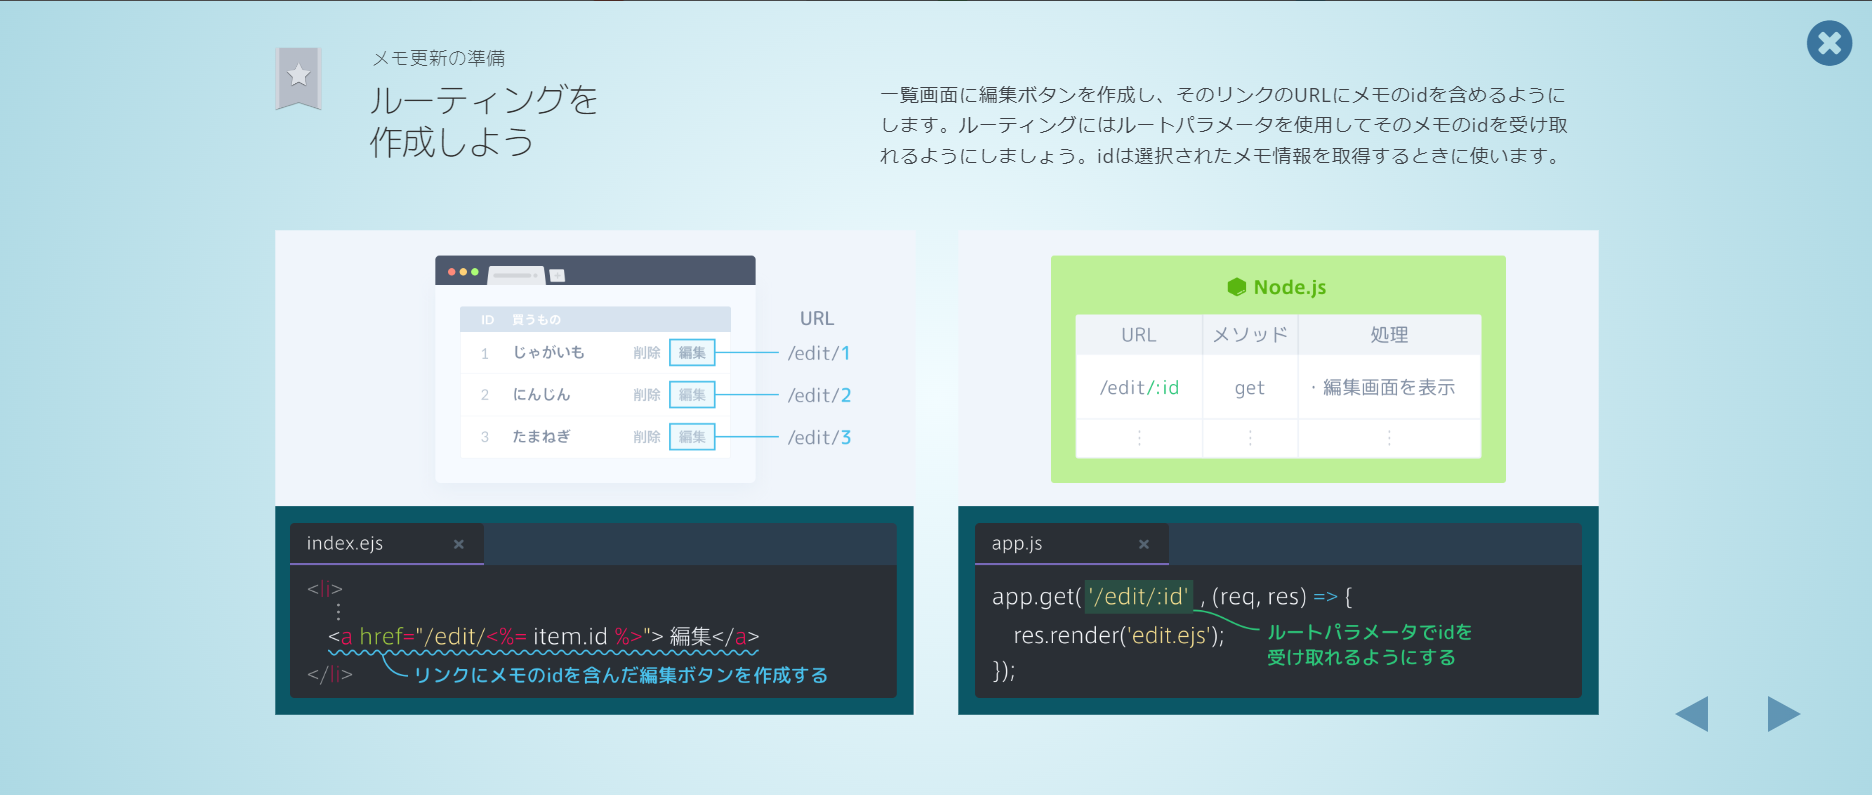 メモ更新の準備
ルーティングを
作成しよう
一覧画面に編集ボタンを作成し、そのリンクのURLにメモのidを含めるように
します。ルーティングにはルートパラメータを使用してそのメモのidを受け取
れるようにしましょう。idは選択されたメモ情報を取得するときに使います。
ID 買うもの
URL
1 じゃがいも 削除 編集 /edit/1
2 にんじん 削除 編集 /edit/2
3 たまねぎ 削除 編集 /edit/3
index.ejs
<li>
⋮
<a href="/edit/<%= item.id %>"> 編集</a>
リンクにメモのidを含んだ編集ボタンを作成する
</li>
Node.js
URL メソッド 処理
/edit/:id get ・編集画面を表示
⋮ ⋮ ⋮
app.js
app.get( '/edit/:id' , (req, res) => {
res.render('edit.ejs');
ルートパラメータでidを
受け取れるようにする
});